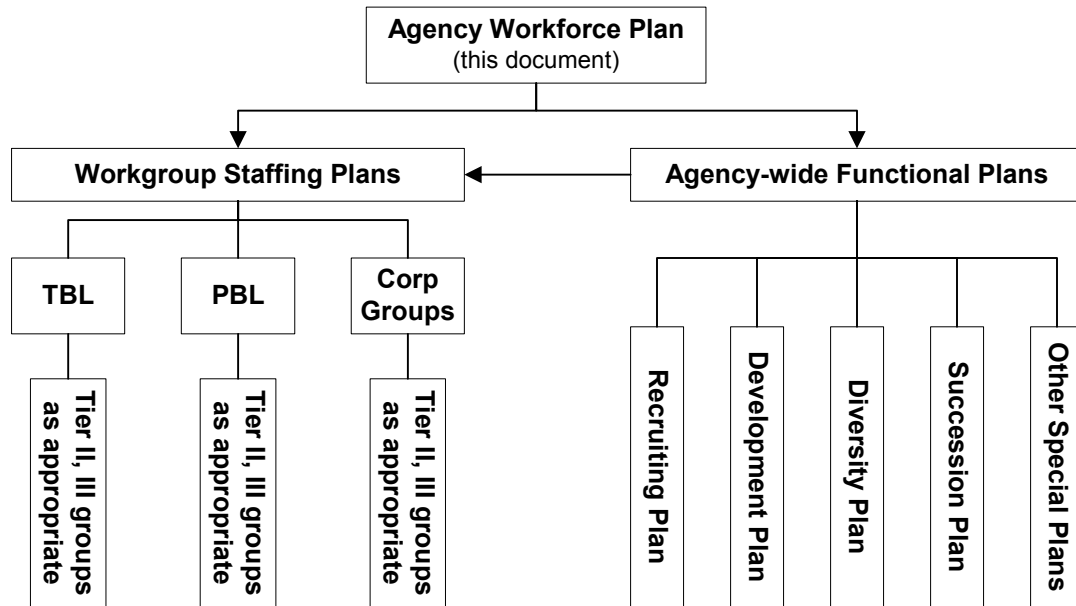 Agency Workforce Plan
(this document)
Workgroup Staffing Plans
Agency-wide Functional Plans
TBL
PBL
Corp
Groups
Tier II, III groups
as appropriate
Tier II, III groups
as appropriate
Tier II, III groups
as appropriate
Recruiting Plan
Development Plan
Diversity Plan
Succession Plan
Other Special Plans